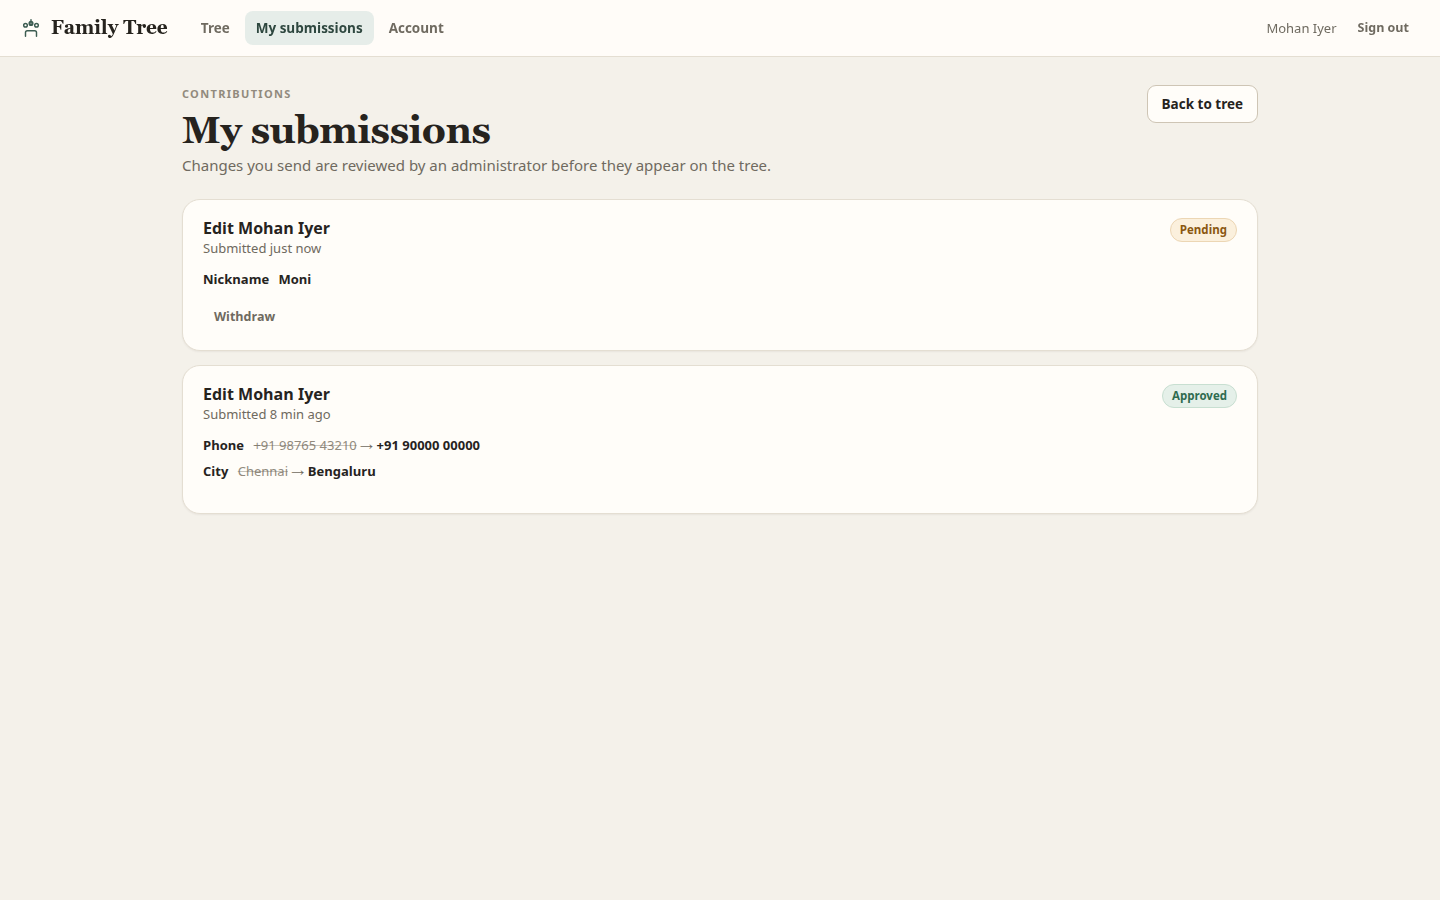 Family Tree
Tree
My submissions
Account
Mohan Iyer
Sign out
CONTRIBUTIONS
My submissions
Changes you send are reviewed by an administrator before they appear on the tree.
Back to tree
Edit Mohan Iyer
Pending
Submitted just now
Nickname Moni
Withdraw
Edit Mohan Iyer
Approved
Submitted 8 min ago
Phone +91 98765 43210 → +91 90000 00000
City Chennai → Bengaluru